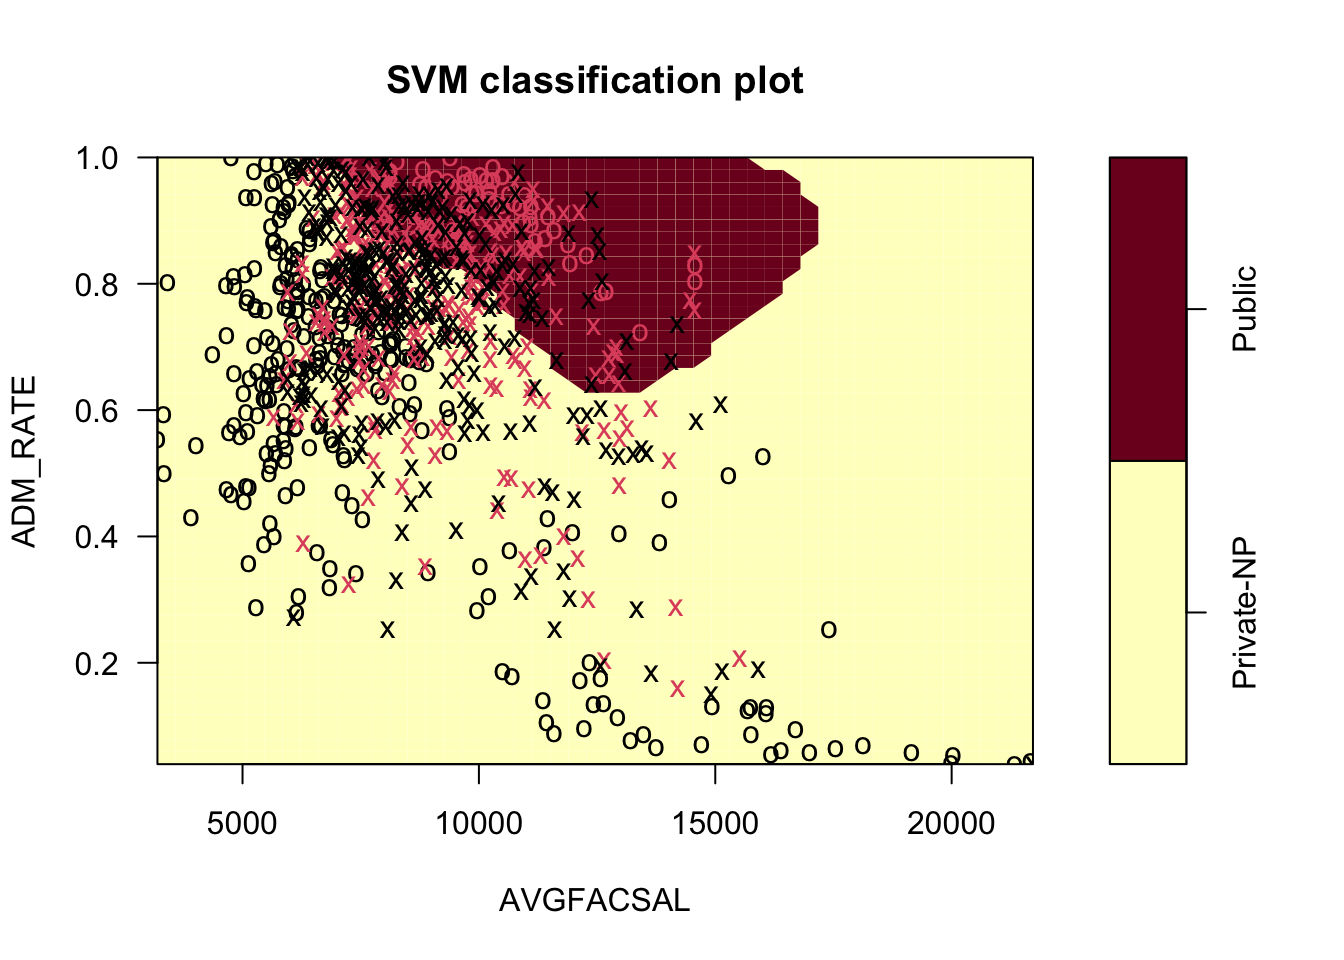 SVM classification plot
1.0
0.8
0.6
0.4
0.2
ADM_RATE
5000 10000 15000 20000
AVGFACSAL
Public
Private-NP